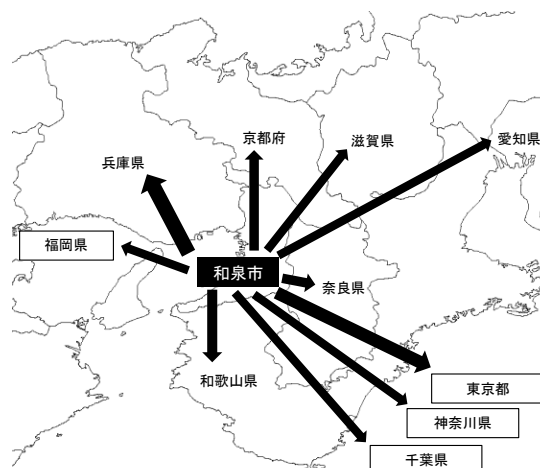 京都府
滋賀県
愛知県
兵庫県
福岡県
和泉市
奈良県
和歌山県
東京都
神奈川県
千葉県